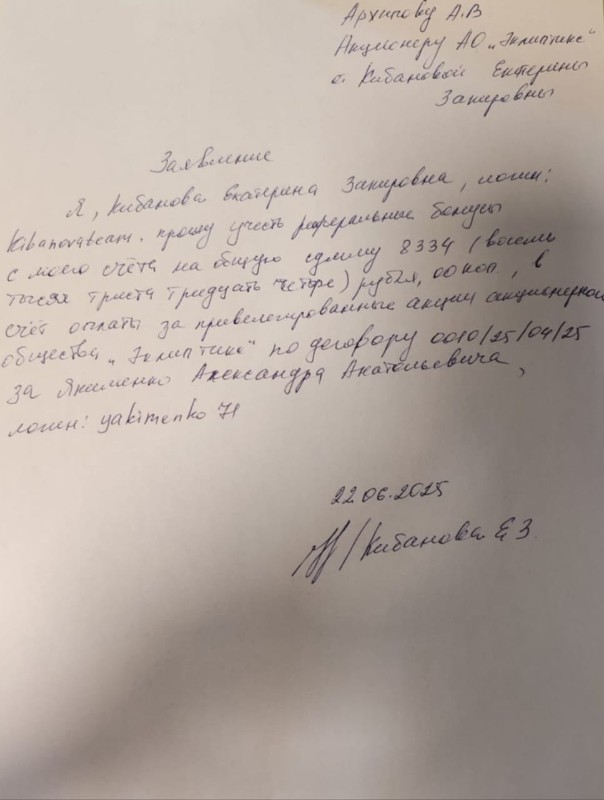 Архипову А.В
Акционеру АО „Эклиптика"
от Кибановой Екатерины
Закировны
Заявление
Я, Кибанова Екатерина Закировна, логин:
kibanovateam. прошу учесть реферальные бонусы
с моего счёта на общую сумму 8334 (восемь
тысяч триста тридцать четыре) рубля, 00 коп., в
счёт оплаты за привелегированные акции акционерного
общества „Эклиптика" по договору 0010/25/04/25
за Якименко Александра Анатольевича,
логин: yakimenko 71
22.06.2025
/Кибанова Е З